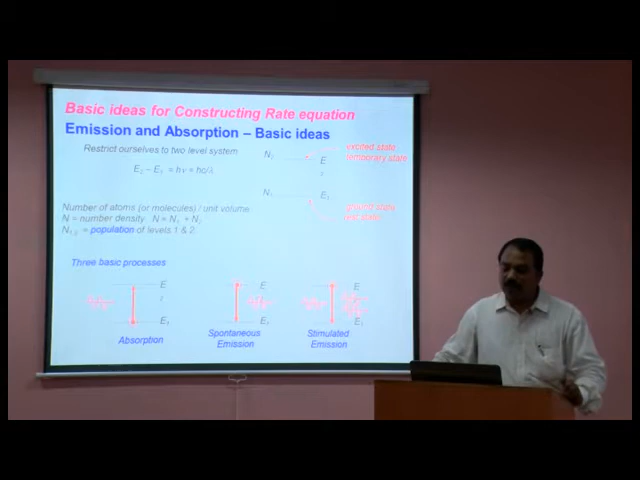 Basic ideas for Constructing Rate equation
Emission and Absorption – Basic ideas
Restrict ourselves to two level system
E2 – E1 = hν = hc/λ
N2
E
2
excited state
temporary state
N1
E1
ground state
Number of atoms (or molecules) / unit volume.
N = number density. N = N1 + N2
N1,2 = population of levels 1 & 2.
Three basic processes
E
2
E1
Absorption
E
E1
Spontaneous
Emission
E
E1
Stimulated
Emission